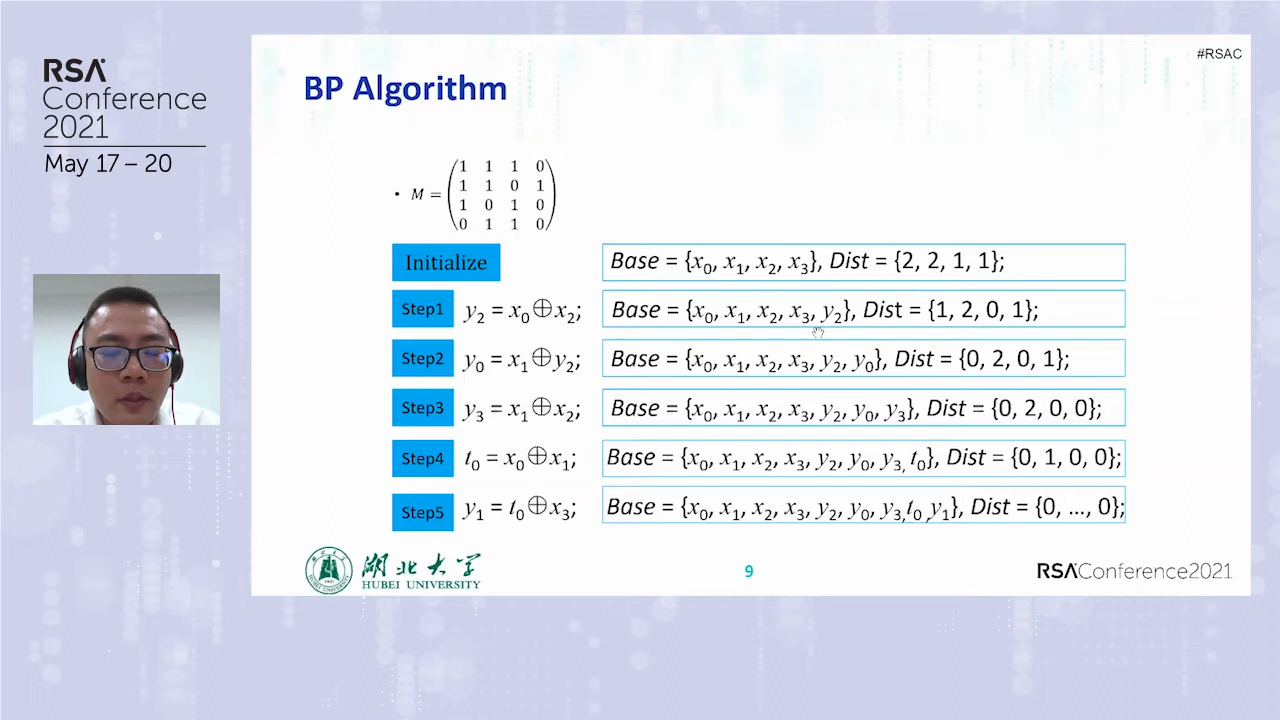 RSA
Conference
2021
May 17 – 20
#RSAC
BP Algorithm
• M = (1 1 1 0
1 1 0 1
1 0 1 0
0 1 1 0)
Initialize Base = {x₀, x₁, x₂, x₃}, Dist = {2, 2, 1, 1};
Step1 y₂ = x₀⊕x₂; Base = {x₀, x₁, x₂, x₃, y₂}, Dist = {1, 2, 0, 1};
Step2 y₀ = x₁⊕y₂; Base = {x₀, x₁, x₂, x₃, y₂, y₀}, Dist = {0, 2, 0, 1};
Step3 y₃ = x₁⊕x₂; Base = {x₀, x₁, x₂, x₃, y₂, y₀, y₃}, Dist = {0, 2, 0, 0};
Step4 t₀ = x₀⊕x₁; Base = {x₀, x₁, x₂, x₃, y₂, y₀, y₃, t₀}, Dist = {0, 1, 0, 0};
Step5 y₁ = t₀⊕x₃; Base = {x₀, x₁, x₂, x₃, y₂, y₀, y₃,t₀ ,y₁}, Dist = {0, …, 0};
湖北大学
HUBEI UNIVERSITY
9
RSAConference2021